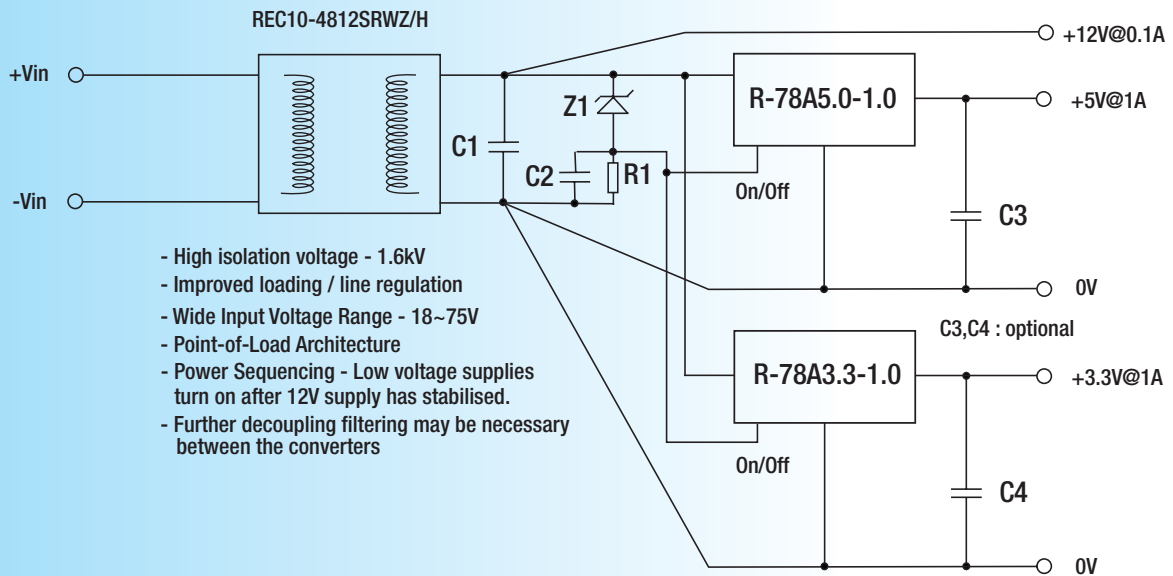 REC10-4812SRWZ/H
+12V@0.1A
+Vin
R-78A5.0-1.0
+5V@1A
Z1
C1
C2
R1
On/Off
-Vin
C3
- High isolation voltage - 1.6kV
- Improved loading / line regulation
0V
- Wide Input Voltage Range - 18~75V
C3,C4 : optional
- Point-of-Load Architecture
- Power Sequencing - Low voltage supplies
turn on after 12V supply has stabilised.
- Further decoupling filtering may be necessary
between the converters
R-78A3.3-1.0
+3.3V@1A
On/Off
C4
0V